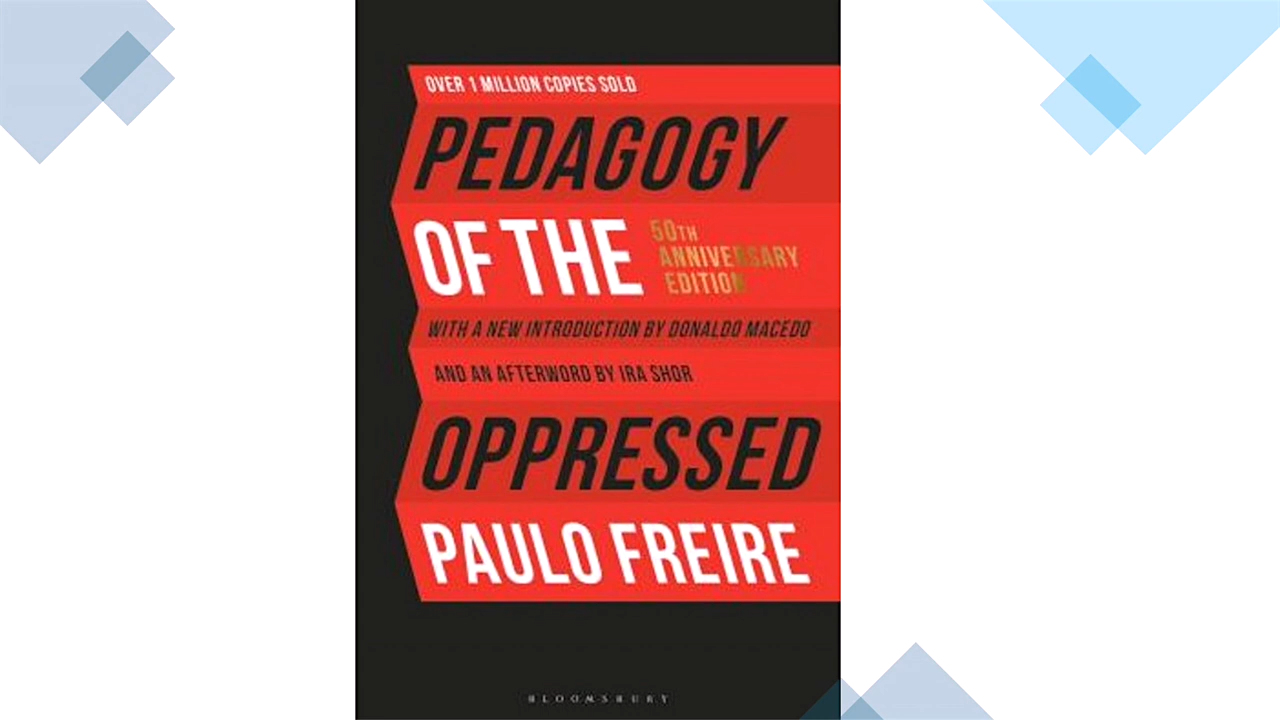 OVER 1 MILLION COPIES SOLD
PEDAGOGY
OF THE
50TH
ANNIVERSARY
EDITION
WITH A NEW INTRODUCTION BY DONALDO MACEDO
AND AN AFTERWORD BY IRA SHOR
OPPRESSED
PAULO FREIRE
BLOOMSBURY